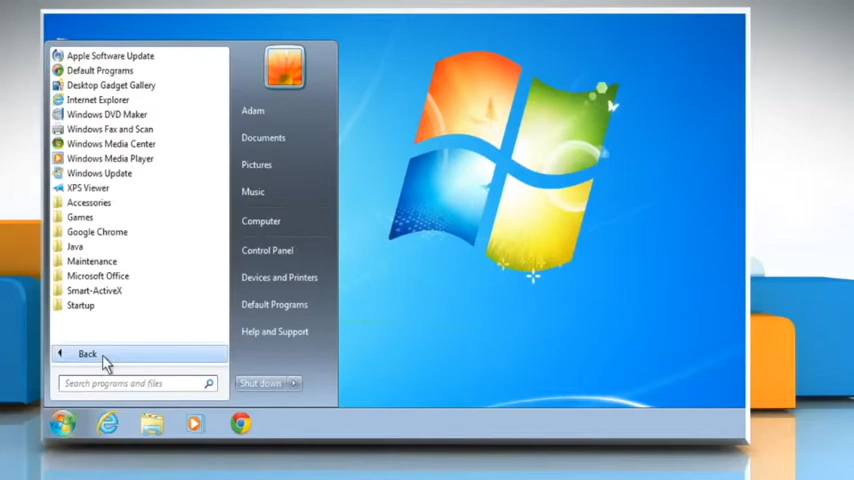 Apple Software Update
Default Programs
Desktop Gadget Gallery
Internet Explorer
Windows DVD Maker
Windows Fax and Scan
Windows Media Center
Windows Media Player
Windows Update
XPS Viewer
Accessories
Games
Google Chrome
Java
Maintenance
Microsoft Office
Smart-ActiveX
Startup
Back
Search programs and files
Adam
Documents
Pictures
Music
Computer
Control Panel
Devices and Printers
Default Programs
Help and Support
Shut down